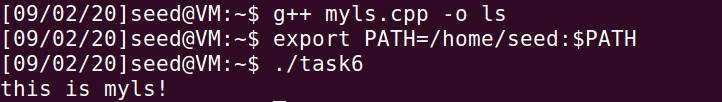 [09/02/20]seed@VM:~$ g++ myls.cpp -o ls
[09/02/20]seed@VM:~$ export PATH=/home/seed:$PATH
[09/02/20]seed@VM:~$ ./task6
this is myls!